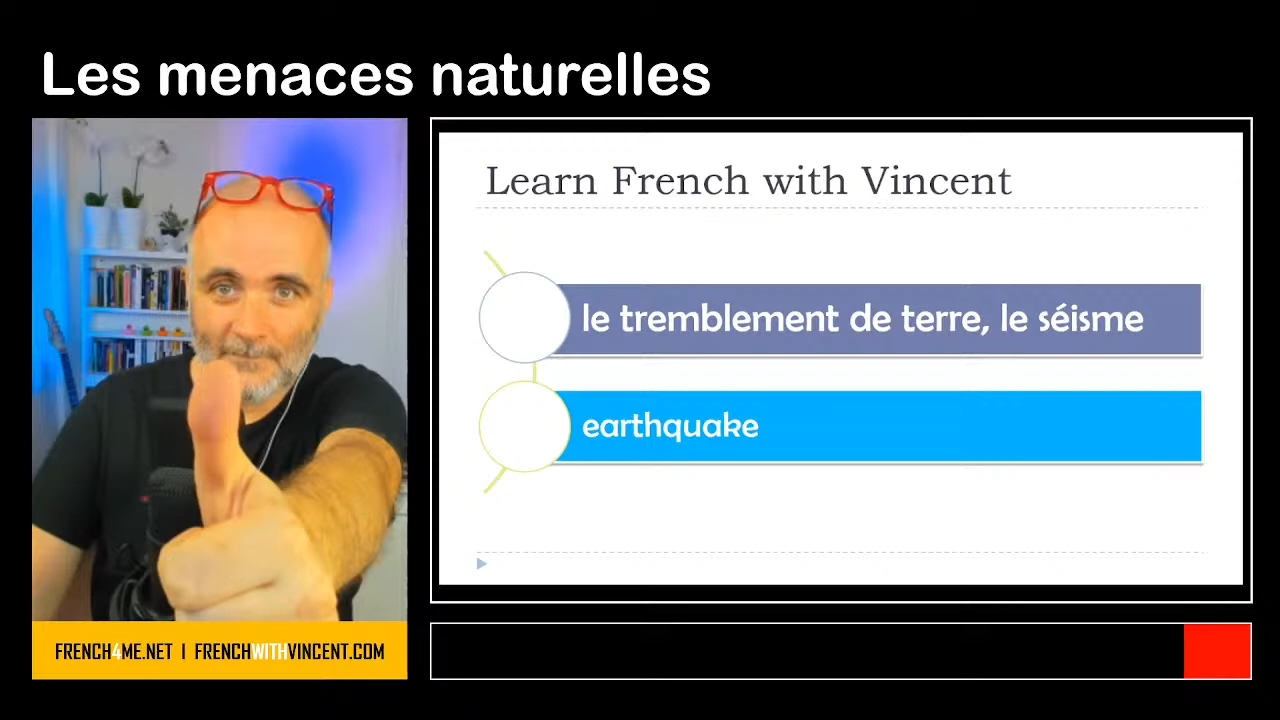 Les menaces naturelles
Learn French with Vincent
le tremblement de terre, le séisme
earthquake
FRENCH4ME.NET I FRENCHWITHVINCENT.COM